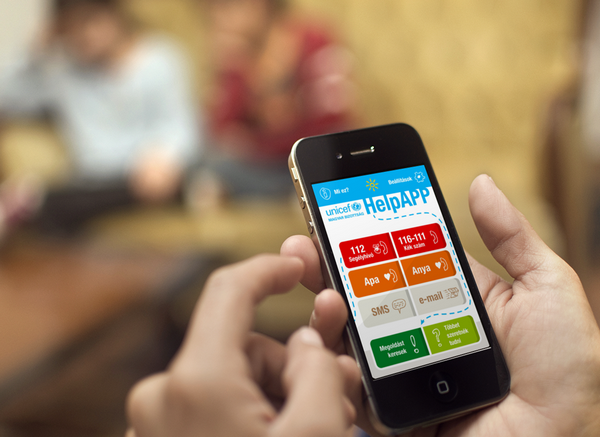 Mi ez?
Beállítások
unicef
MAGYAR BIZOTTSÁG
HelpAPP
112
Segélyhívó
116-111
Kék szám
Apa
Anya
SMS
e-mail
Megoldást
keresek
Többet
szeretnék
tudni